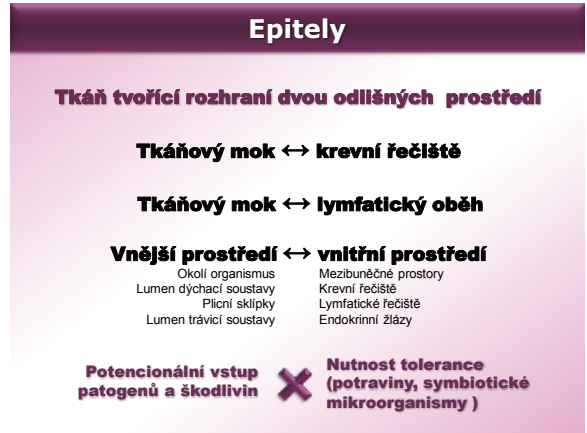 Epitely
Tkáň tvořící rozhraní dvou odlišných prostředí
Tkáňový mok ↔ krevní řečiště
Tkáňový mok ↔ lymfatický oběh
Vnější prostředí ↔ vnitřní prostředí
Okolí organismus
Lumen dýchací soustavy
Plicní sklípky
Lumen trávicí soustavy
Mezibuněčné prostory
Krevní řečiště
Lymfatické řečiště
Endokrinní žlázy
Potencionální vstup
patogenů a škodlivin
Nutnost tolerance
(potraviny, symbiotické
mikroorganismy )